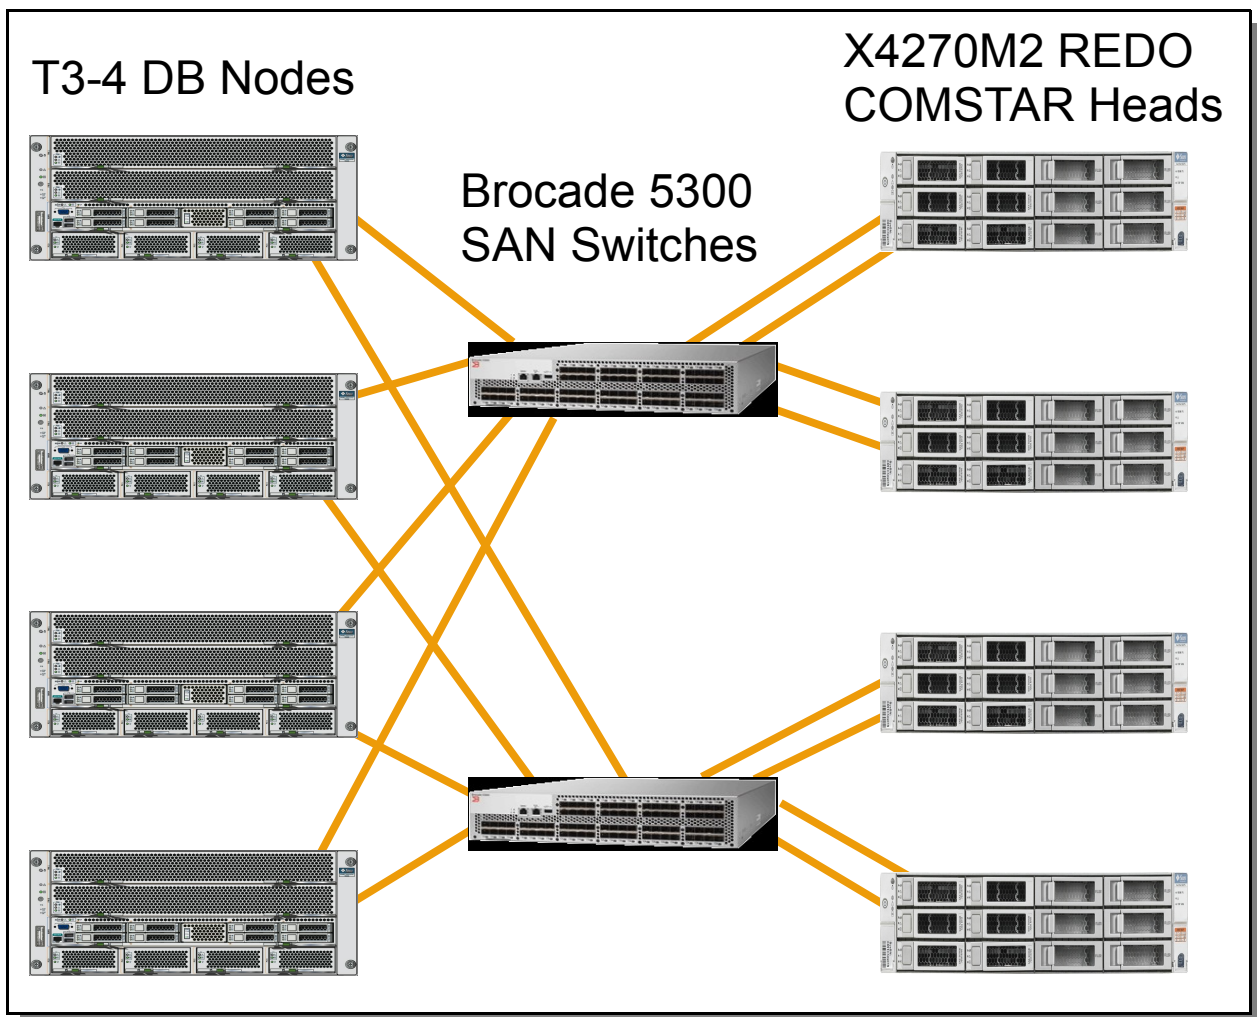 T3-4 DB Nodes
X4270M2 REDO
COMSTAR Heads
Brocade 5300
SAN Switches